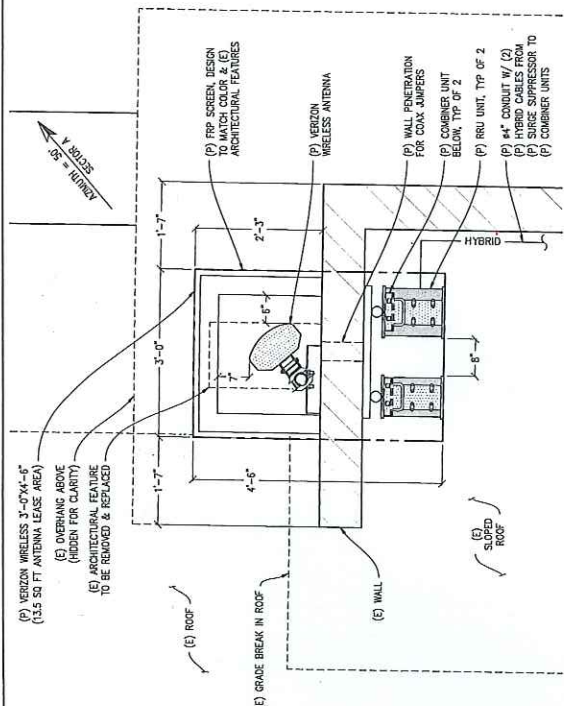 (P) VERIZON WIRELESS 3'-0"X4'-6"
(13.5 SQ FT ANTENNA LEASE AREA)
(E) OVERHANG ABOVE
(HIDDEN FOR CLARITY)
(E) ARCHITECTURAL FEATURE
TO BE REMOVED & REPLACED
(E) ROOF
(E) GRADE BREAK IN ROOF
(E) WALL
(E)
SLOPED
ROOF
1'-7"
3'-0"
1'-7"
4'-6"
2'-3"
7"
6"
8"
AZIMUTH = 50°
SECTOR A
(P) FRP SCREEN, DESIGN
TO MATCH COLOR & (E)
ARCHITECTURAL FEATURES
(P) VERIZON
WIRELESS ANTENNA
(P) WALL PENETRATION
FOR COAX JUMPERS
(P) COMBINER UNIT
BELOW, TYP OF 2
(P) RRU UNIT, TYP OF 2
(P) ø4" CONDUIT W/ (2)
(P) HYBRID CABLES FROM
(P) SURGE SUPPRESSOR TO
(P) COMBINER UNITS
HYBRID